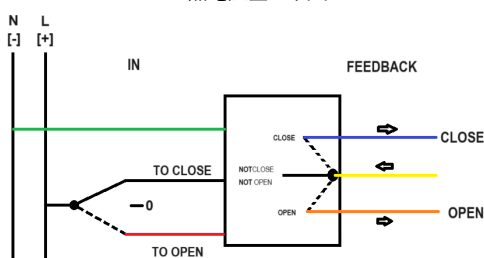 N
L
[-]
[+]
IN
FEEDBACK
CLOSE
CLOSE
TO CLOSE
NOTCLOSE
NOT OPEN
0
OPEN
OPEN
TO OPEN